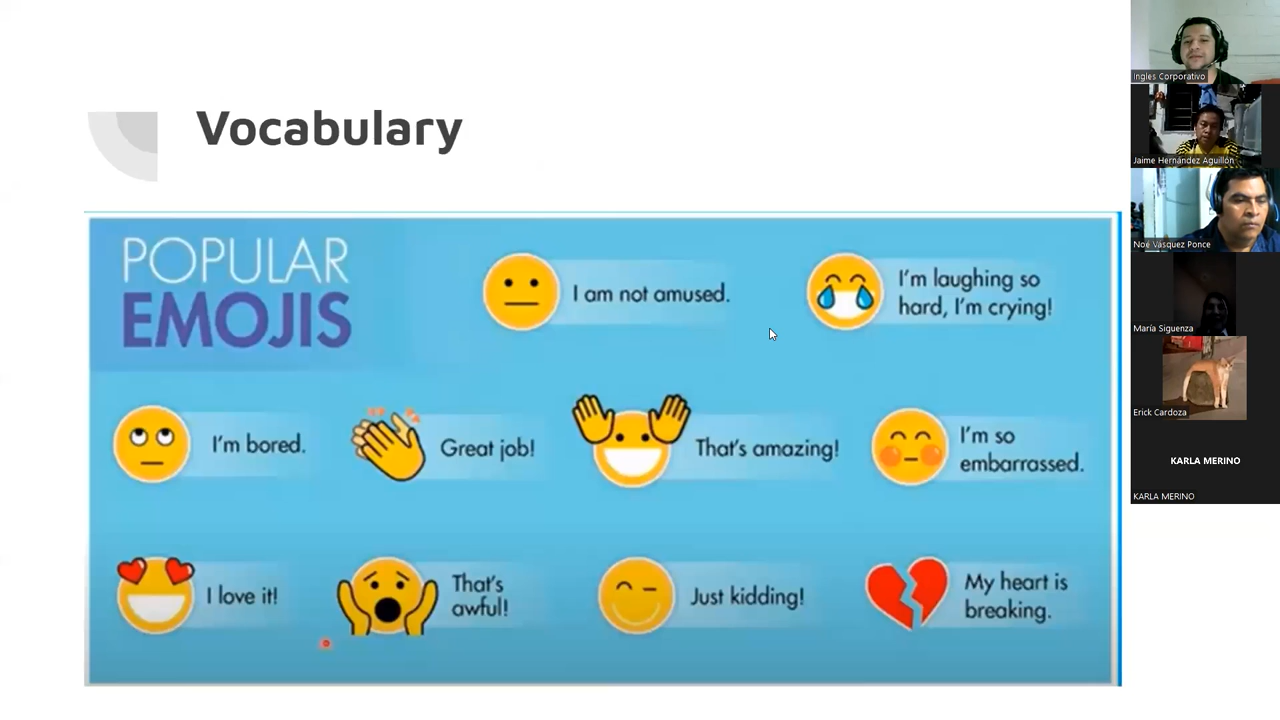 Vocabulary
POPULAR
EMOJIS
I am not amused.
I'm laughing so
hard, I'm crying!
I'm bored.
Great job!
That's amazing!
I'm so
embarrassed.
I love it!
That's
awful!
Just kidding!
My heart is
breaking.
Ingles Corporativo
Jaime Hernández Aguillón
Noé Vásquez Ponce
María Siguenza
Erick Cardoza
KARLA MERINO
KARLA MERINO